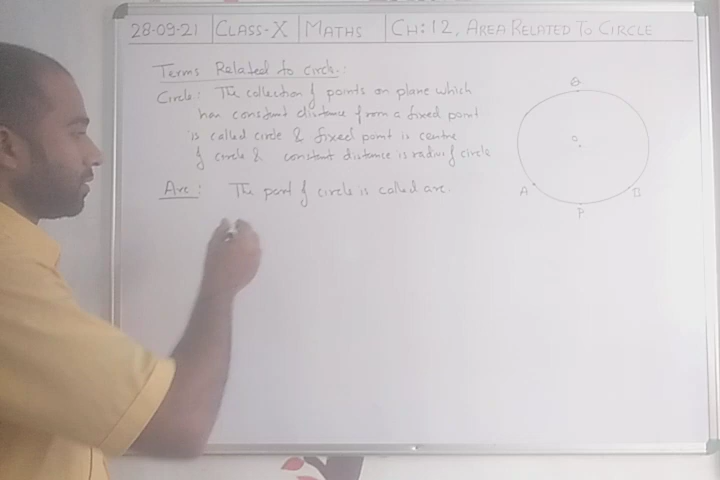 28-09-21 CLASS-X MATHS CH:12, AREA RELATED TO CIRCLE
Terms Related to circle:
Circle: The collection of points on plane which
has constant distance from a fixed point
is called circle & fixed point is centre
of circle & constant distance is radius of circle
Arc: The part of circle is called arc.
Q
O
A
B
P